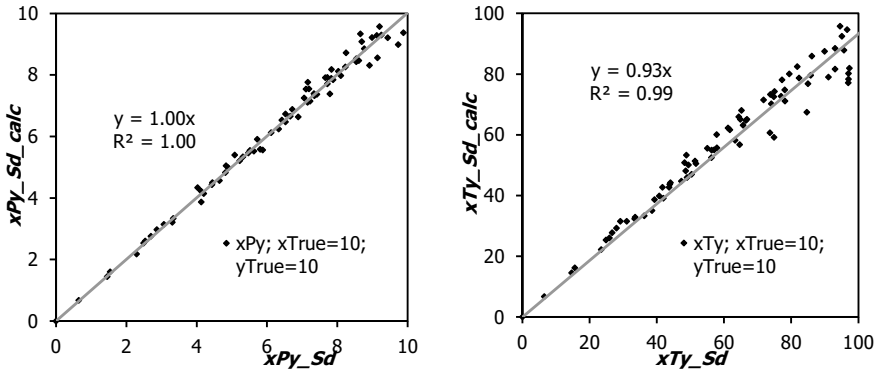 10
8
6
4
2
0
xPy_Sd_calc
y = 1.00x
R² = 1.00
xPy; xTrue=10;
yTrue=10
0 2 4 6 8 10
xPy_Sd
100
80
60
40
20
0
xTy_Sd_calc
y = 0.93x
R² = 0.99
xTy; xTrue=10;
yTrue=10
0 20 40 60 80 100
xTy_Sd